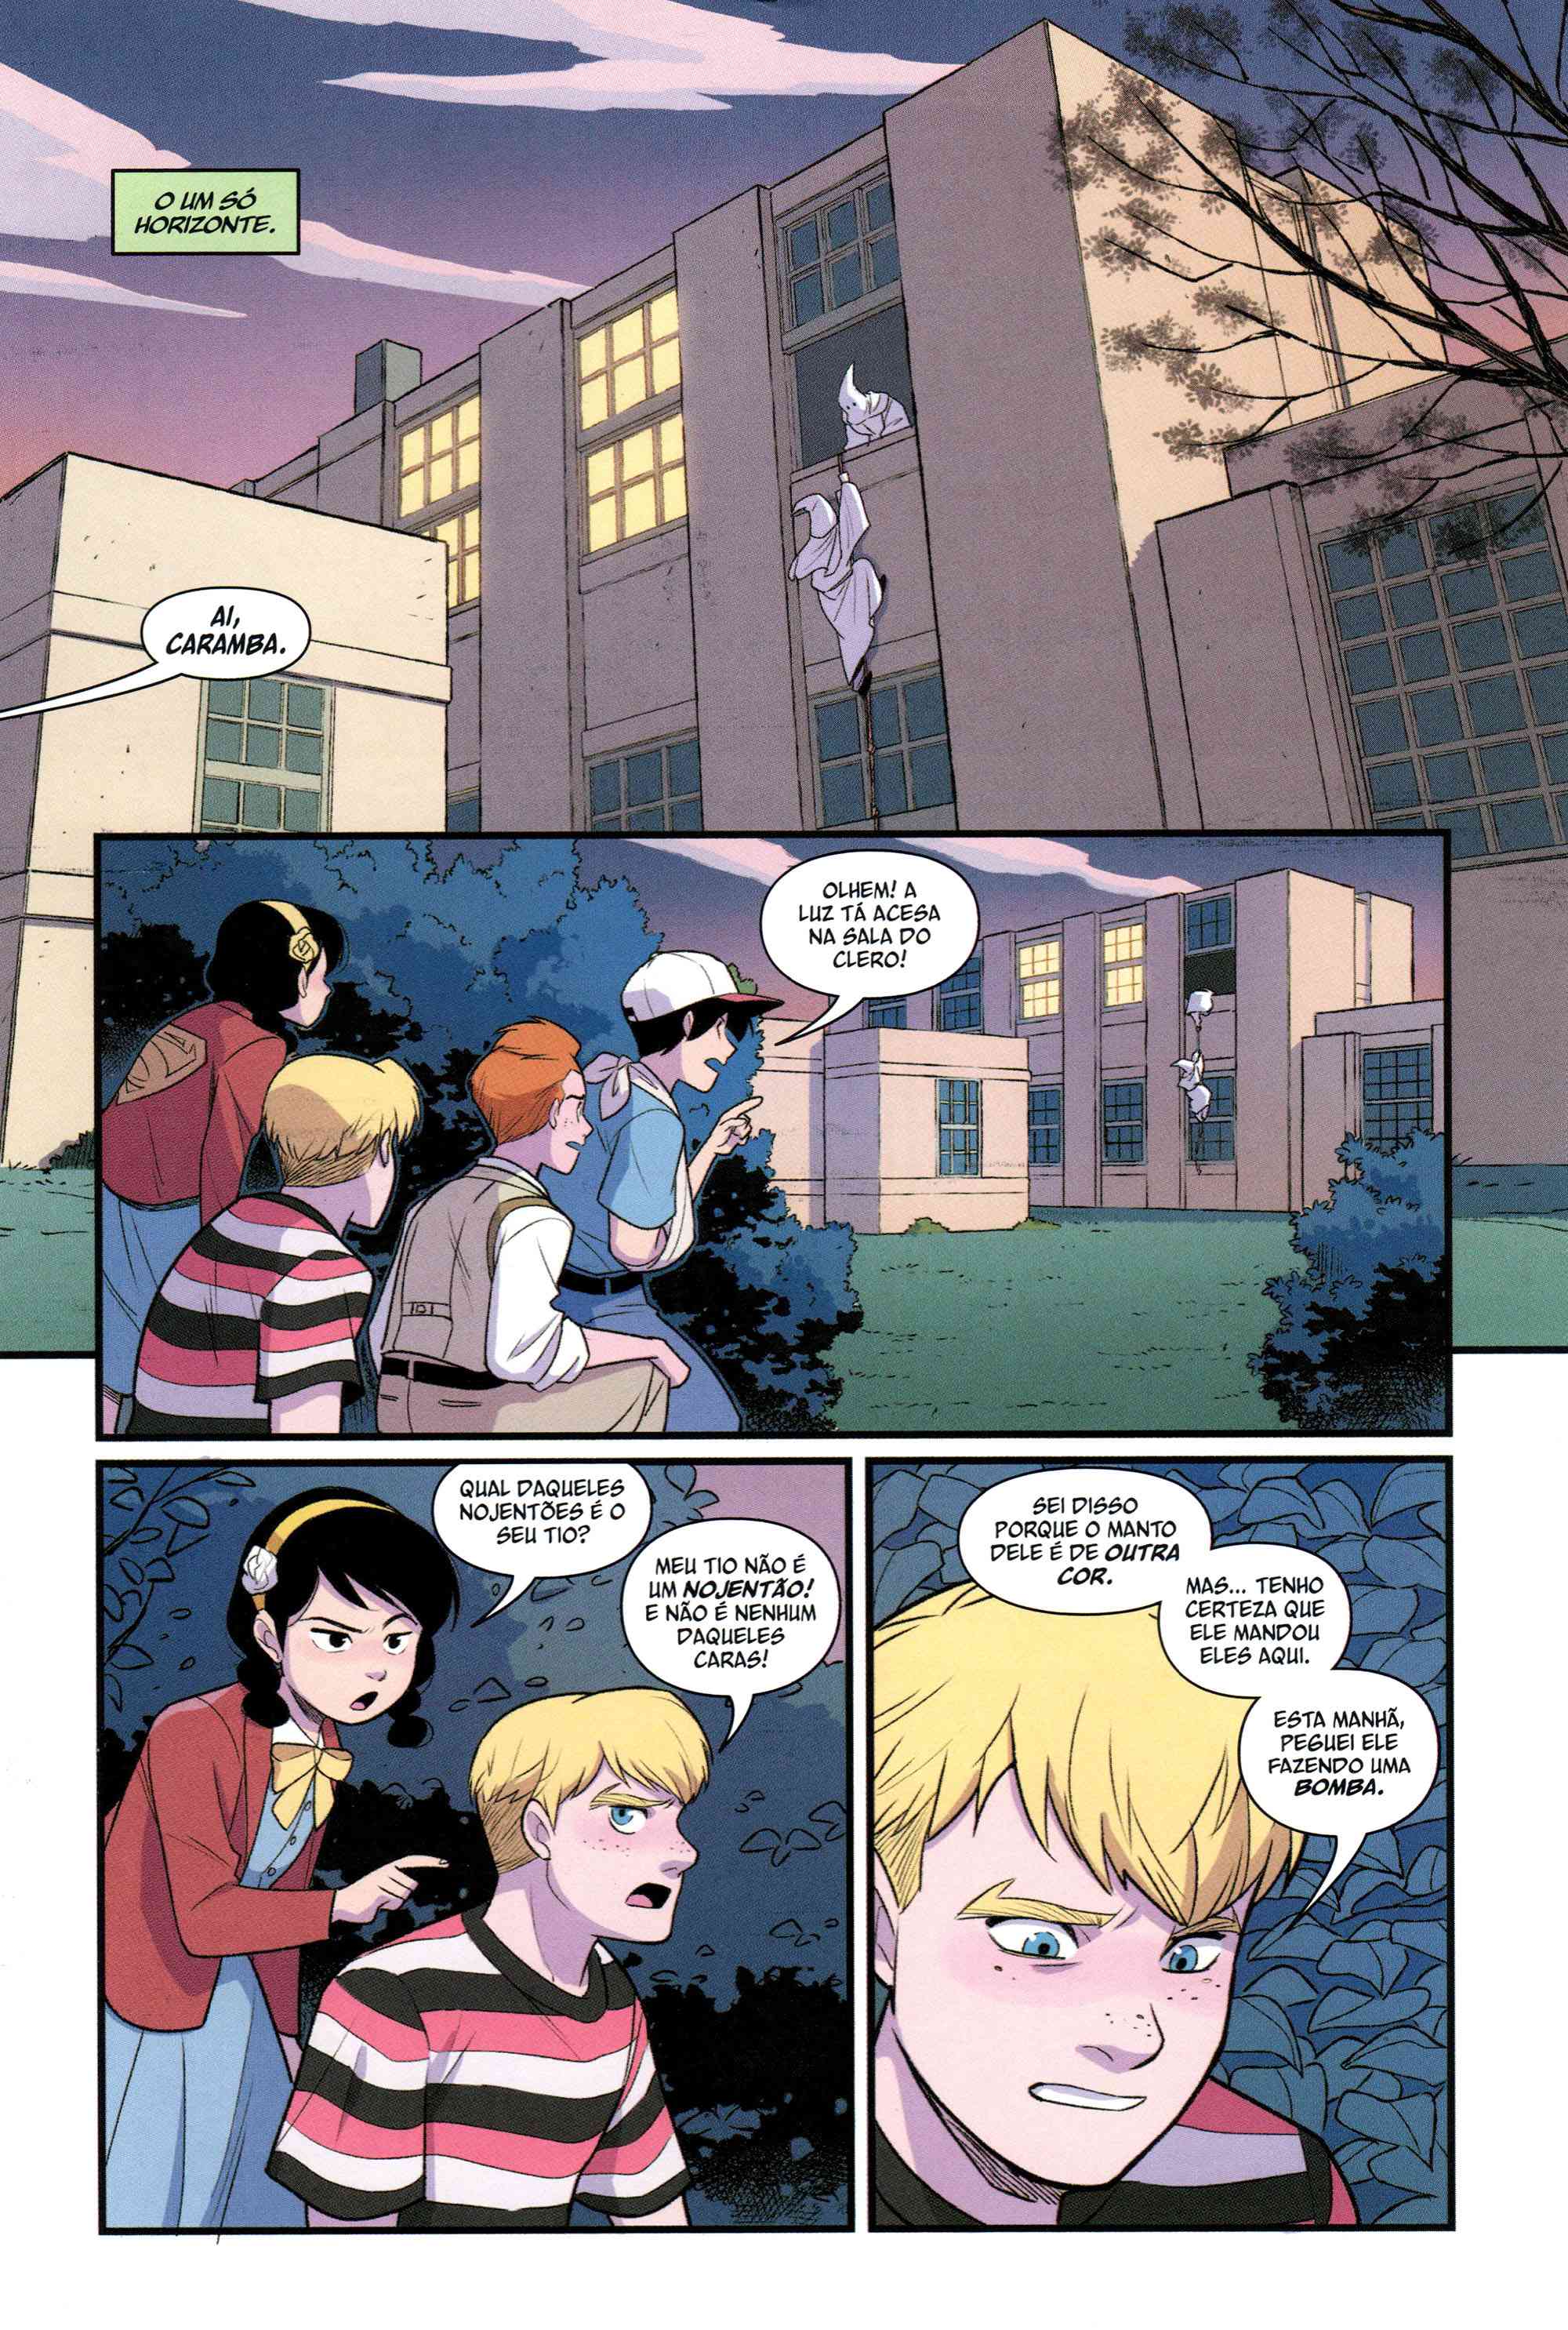 O UM SÓ
HORIZONTE.
AI,
CARAMBA.
OLHEM! A
LUZ TÁ ACESA
NA SALA DO
CLERO!
QUAL DAQUELES
NOJENTÕES É O
SEU TIO?
MEU TIO NÃO É
UM NOJENTÃO!
E NÃO É NENHUM
DAQUELES
CARAS!
SEI DISSO
PORQUE O MANTO
DELE É DE OUTRA
COR.
MAS... TENHO
CERTEZA QUE
ELE MANDOU
ELES AQUI.
ESTA MANHÃ,
PEGUEI ELE
FAZENDO UMA
BOMBA.